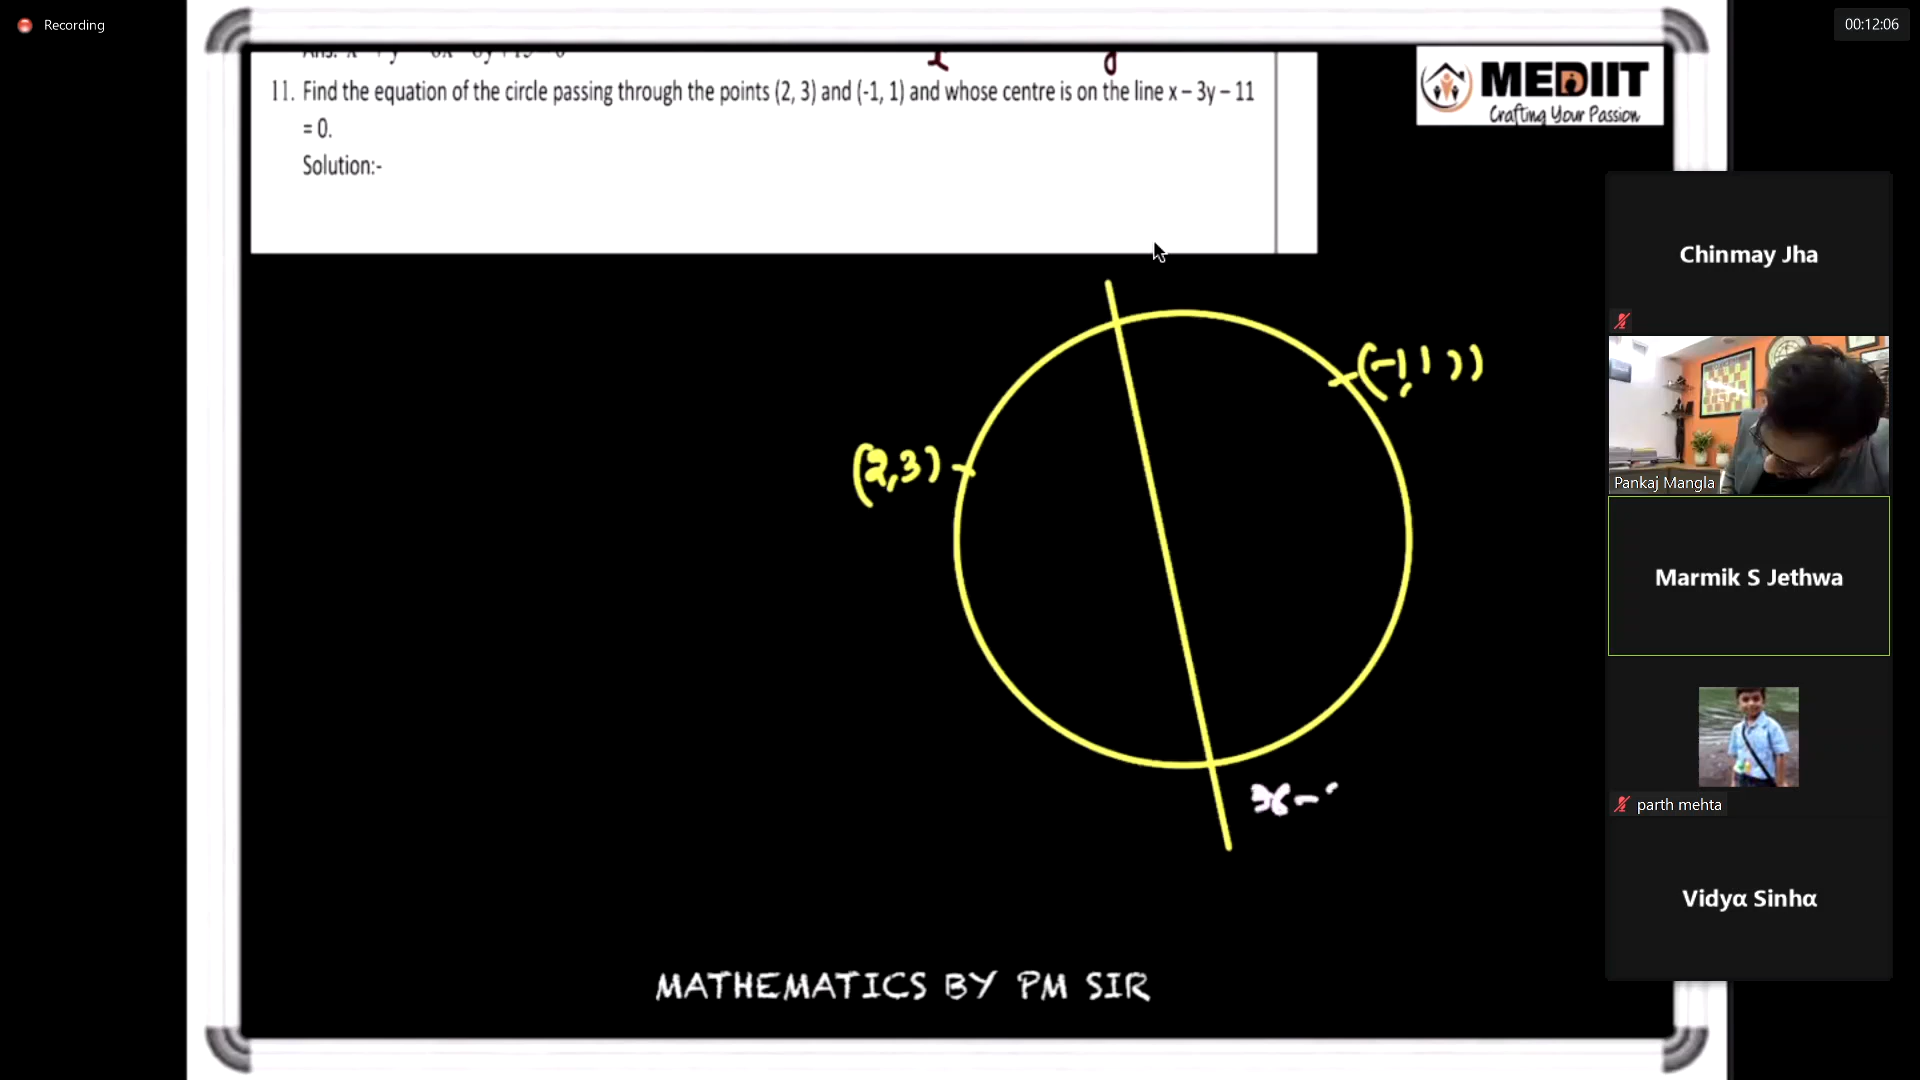 Recording
00:12:06
11. Find the equation of the circle passing through the points (2, 3) and (-1, 1) and whose centre is on the line x – 3y – 11
= 0.
Solution:-
MEDIIT
Crafting Your Passion
Chinmay Jha
(-1, 1)
(2,3)
Pankaj Mangla
Marmik S Jethwa
x -
parth mehta
Vidyα Sinhα
MATHEMATICS BY PM SIR